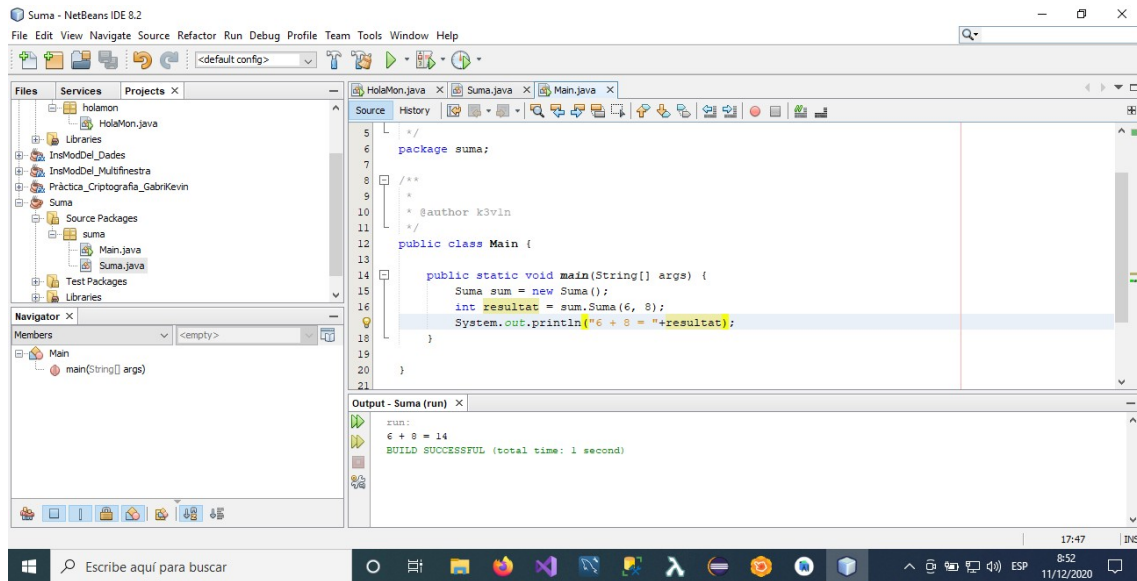 Suma - NetBeans IDE 8.2
File Edit View Navigate Source Refactor Run Debug Profile Team Tools Window Help
<default config>
Files Services Projects
holamon
HolaMon.java
Libraries
InsModDel_Dades
InsModDel_Multifinestra
Pràctica_Criptografia_GabriKevin
Suma
Source Packages
suma
Main.java
Suma.java
Test Packages
Libraries
Navigator
Members <empty>
Main
main(String[] args)
HolaMon.java Suma.java Main.java
Source History
5 */
6 package suma;
7
8 /**
9 *
10 * @author k3v1n
11 */
12 public class Main {
13
14 public static void main(String[] args) {
15 Suma sum = new Suma();
16 int resultat = sum.Suma(6, 8);
System.out.println("6 + 8 = "+resultat);
18 }
19
20 }
21
Output - Suma (run)
run:
6 + 8 = 14
BUILD SUCCESSFUL (total time: 1 second)
17:47 INS
Escribe aquí para buscar
ESP
8:52
11/12/2020